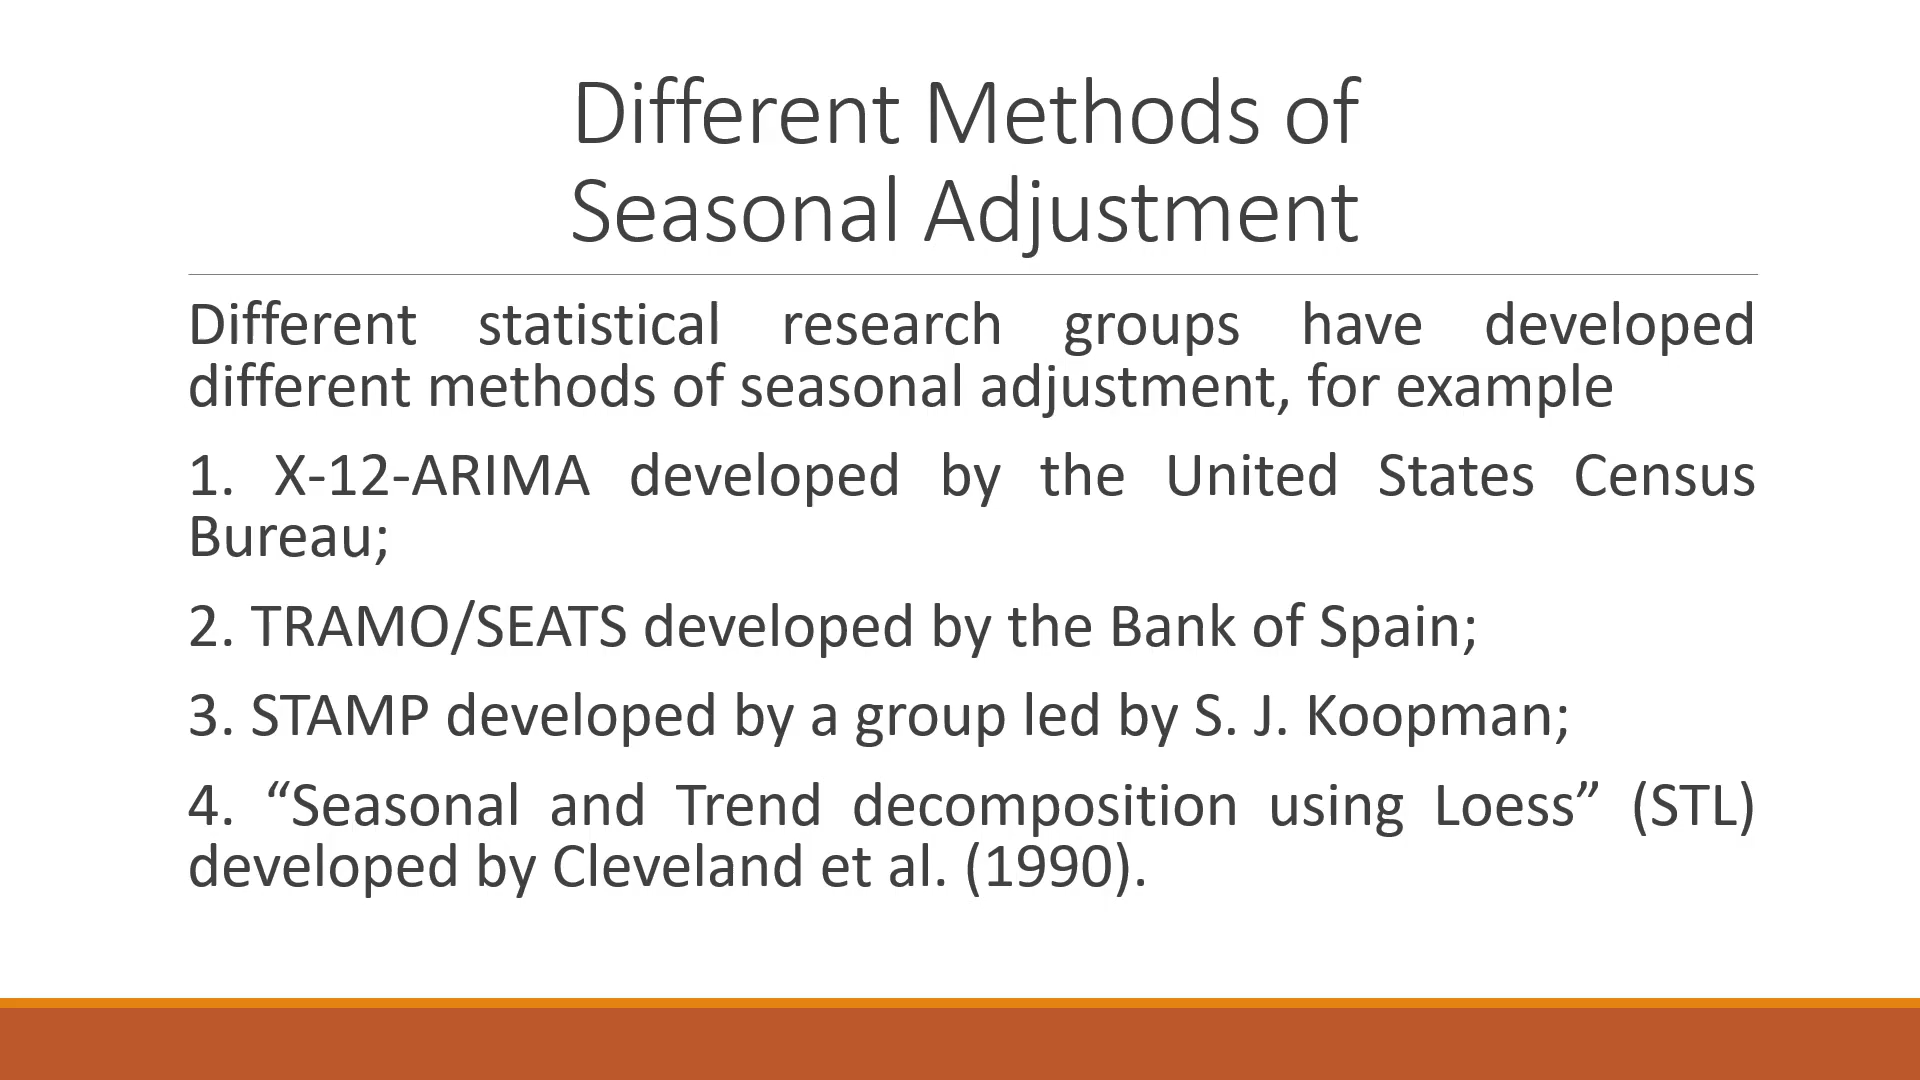 Different Methods of
Seasonal Adjustment
Different statistical research groups have developed
different methods of seasonal adjustment, for example
1. X-12-ARIMA developed by the United States Census
Bureau;
2. TRAMO/SEATS developed by the Bank of Spain;
3. STAMP developed by a group led by S. J. Koopman;
4. “Seasonal and Trend decomposition using Loess” (STL)
developed by Cleveland et al. (1990).